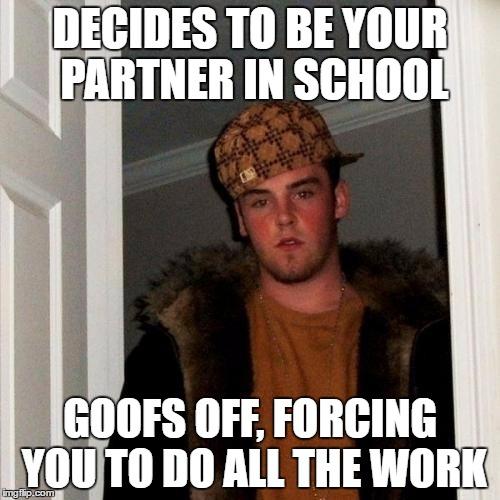 DECIDES TO BE YOUR
PARTNER IN SCHOOL
GOOFS OFF, FORCING
YOU TO DO ALL THE WORK
imgflip.com